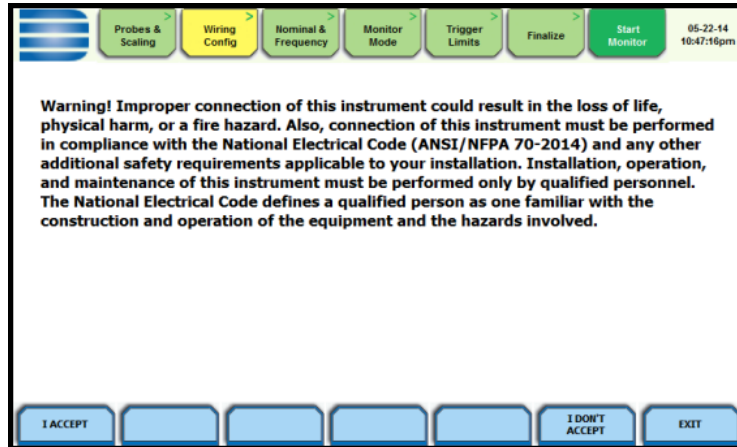 Probes &
Scaling
Wiring
Config
Nominal &
Frequency
Monitor
Mode
Trigger
Limits
Finalize
Start
Monitor
05-22-14
10:47:16pm
Warning! Improper connection of this instrument could result in the loss of life,
physical harm, or a fire hazard. Also, connection of this instrument must be performed
in compliance with the National Electrical Code (ANSI/NFPA 70-2014) and any other
additional safety requirements applicable to your installation. Installation, operation,
and maintenance of this instrument must be performed only by qualified personnel.
The National Electrical Code defines a qualified person as one familiar with the
construction and operation of the equipment and the hazards involved.
I ACCEPT
I DON'T
ACCEPT
EXIT